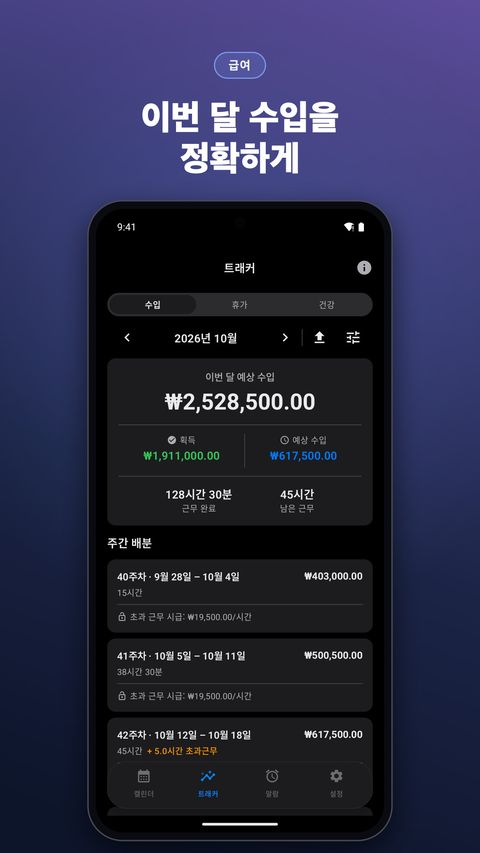 급여
이번 달 수입을
정확하게
9:41
트래커
수입 휴가 건강
2026년 10월
이번 달 예상 수입
₩2,528,500.00
획득 예상 수입
₩1,911,000.00 ₩617,500.00
128시간 30분 45시간
근무 완료 남은 근무
주간 배분
40주차 · 9월 28일 – 10월 4일 ₩403,000.00
15시간
초과 근무 시급: ₩19,500.00/시간
41주차 · 10월 5일 – 10월 11일 ₩500,500.00
38시간 30분
초과 근무 시급: ₩19,500.00/시간
42주차 · 10월 12일 – 10월 18일 ₩617,500.00
45시간 + 5.0시간 초과근무
캘린더 트래커 알람 설정